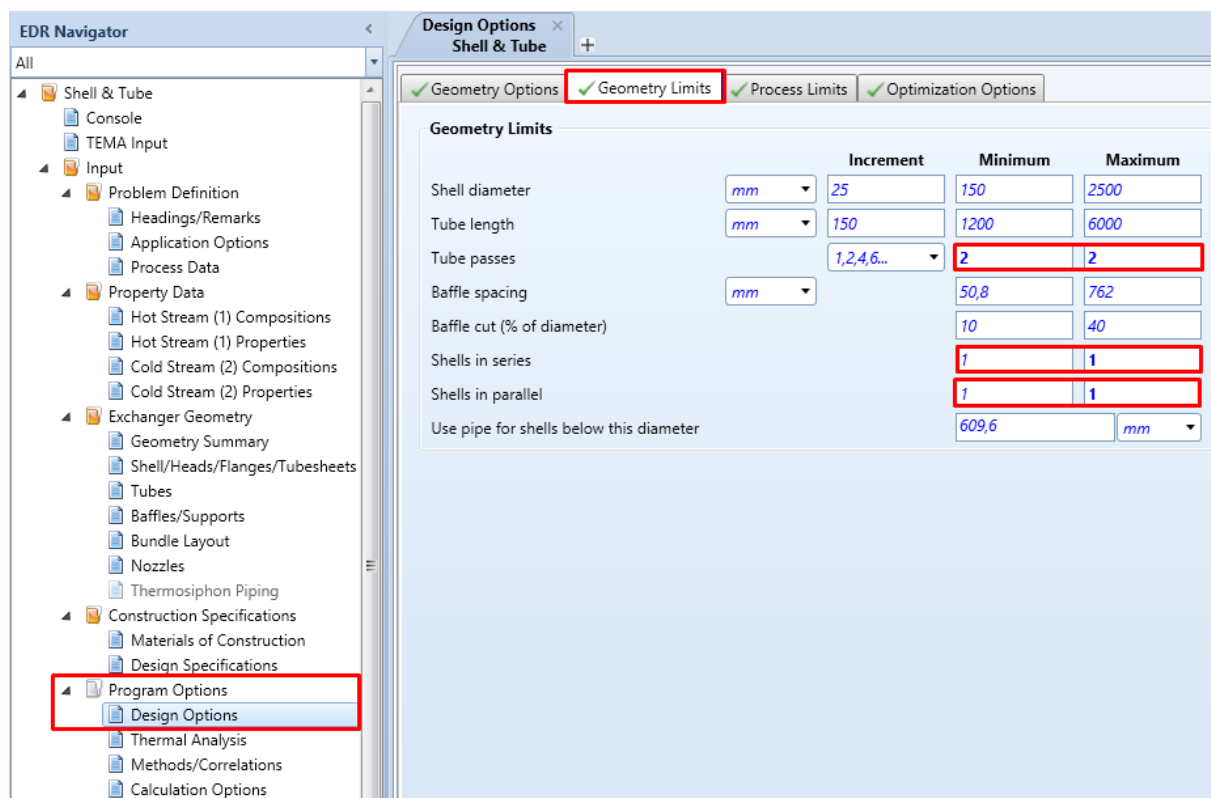 EDR Navigator
All
Shell & Tube
Console
TEMA Input
Input
Problem Definition
Headings/Remarks
Application Options
Process Data
Property Data
Hot Stream (1) Compositions
Hot Stream (1) Properties
Cold Stream (2) Compositions
Cold Stream (2) Properties
Exchanger Geometry
Geometry Summary
Shell/Heads/Flanges/Tubesheets
Tubes
Baffles/Supports
Bundle Layout
Nozzles
Thermosiphon Piping
Construction Specifications
Materials of Construction
Design Specifications
Program Options
Design Options
Thermal Analysis
Methods/Correlations
Calculation Options
Design Options
Shell & Tube
Geometry Options Geometry Limits Process Limits Optimization Options
Geometry Limits
Increment Minimum Maximum
Shell diameter mm 25 150 2500
Tube length mm 150 1200 6000
Tube passes 1,2,4,6... 2 2
Baffle spacing mm 50,8 762
Baffle cut (% of diameter) 10 40
Shells in series 1 1
Shells in parallel 1 1
Use pipe for shells below this diameter 609,6 mm